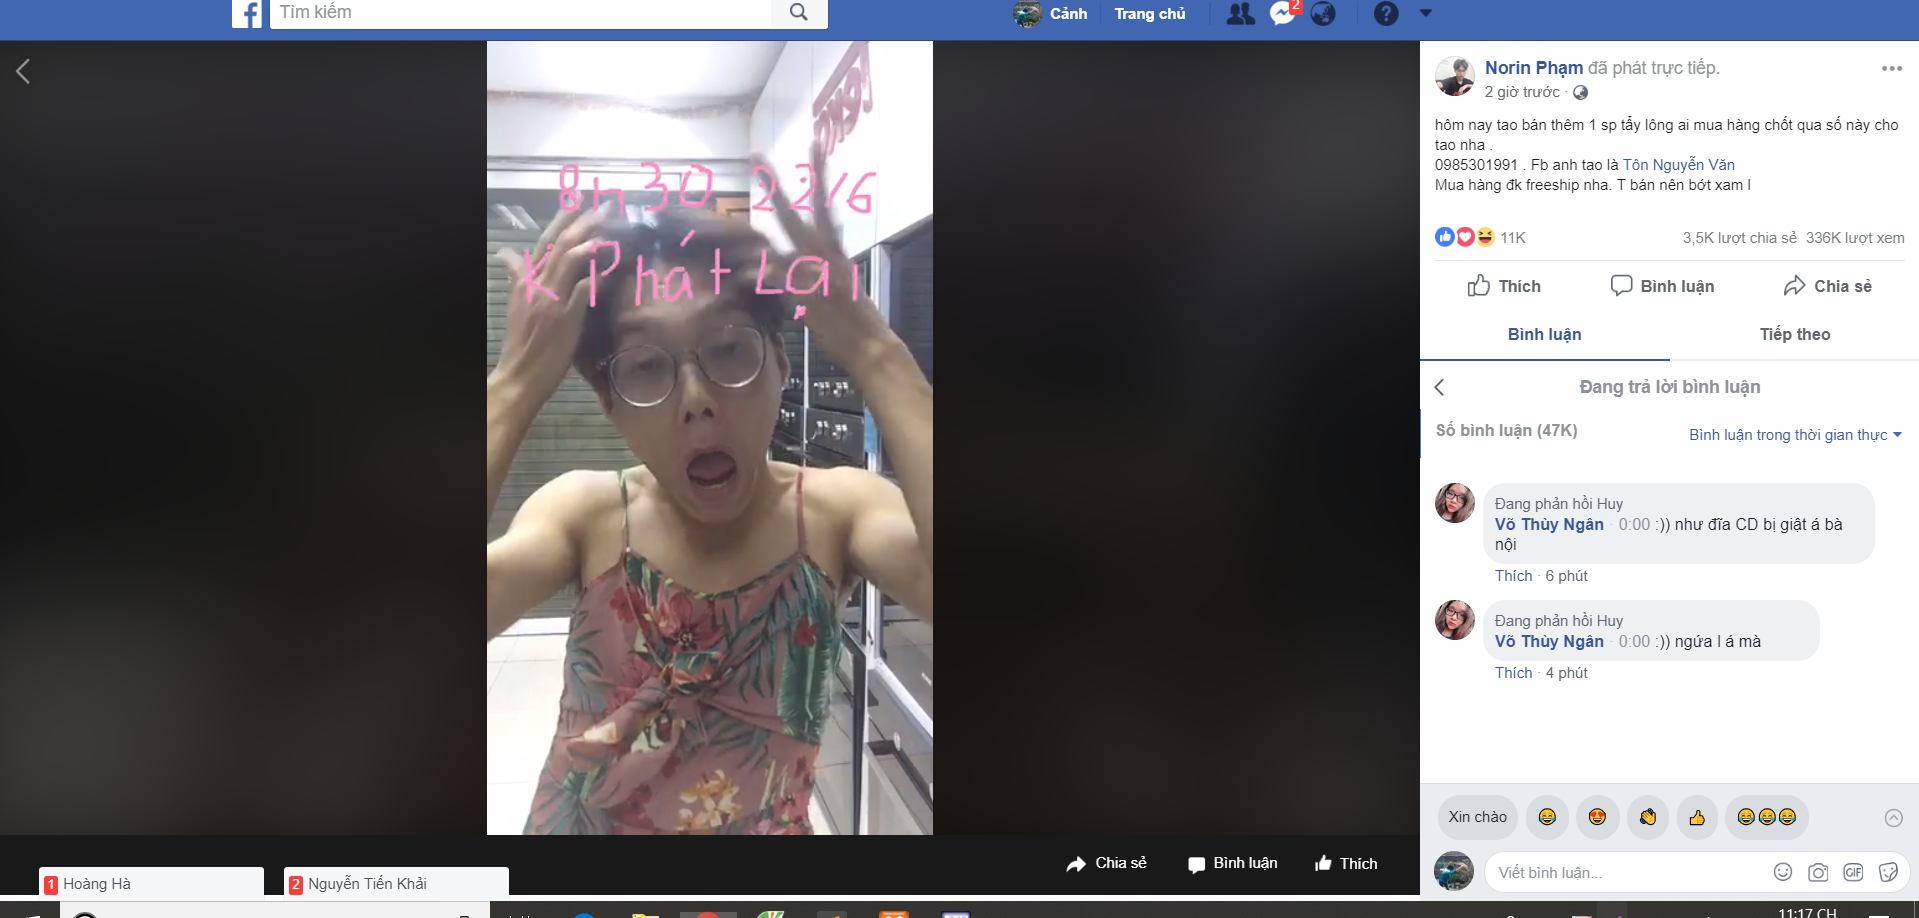 Tìm kiếm
Cảnh
Trang chủ
2
8h30 22/6
K Phát Lại
Norin Phạm đã phát trực tiếp.
2 giờ trước
hôm nay tao bán thêm 1 sp tẩy lông ai mua hàng chốt qua số này cho
tao nha .
0985301991 . Fb anh tao là Tôn Nguyễn Văn
Mua hàng đk freeship nha. T bán nên bớt xam l
11K
3,5K lượt chia sẻ 336K lượt xem
Thích
Bình luận
Chia sẻ
Bình luận
Tiếp theo
Đang trả lời bình luận
Số bình luận (47K)
Bình luận trong thời gian thực
Đang phản hồi Huy
Võ Thùy Ngân · 0:00 :)) như đĩa CD bị giật á bà
nội
Thích · 6 phút
Đang phản hồi Huy
Võ Thùy Ngân · 0:00 :)) ngứa l á mà
Thích · 4 phút
Xin chào
Viết bình luận...
GIF
Chia sẻ
Bình luận
Thích
1 Hoàng Hà
2 Nguyễn Tiến Khải
11:17 CH